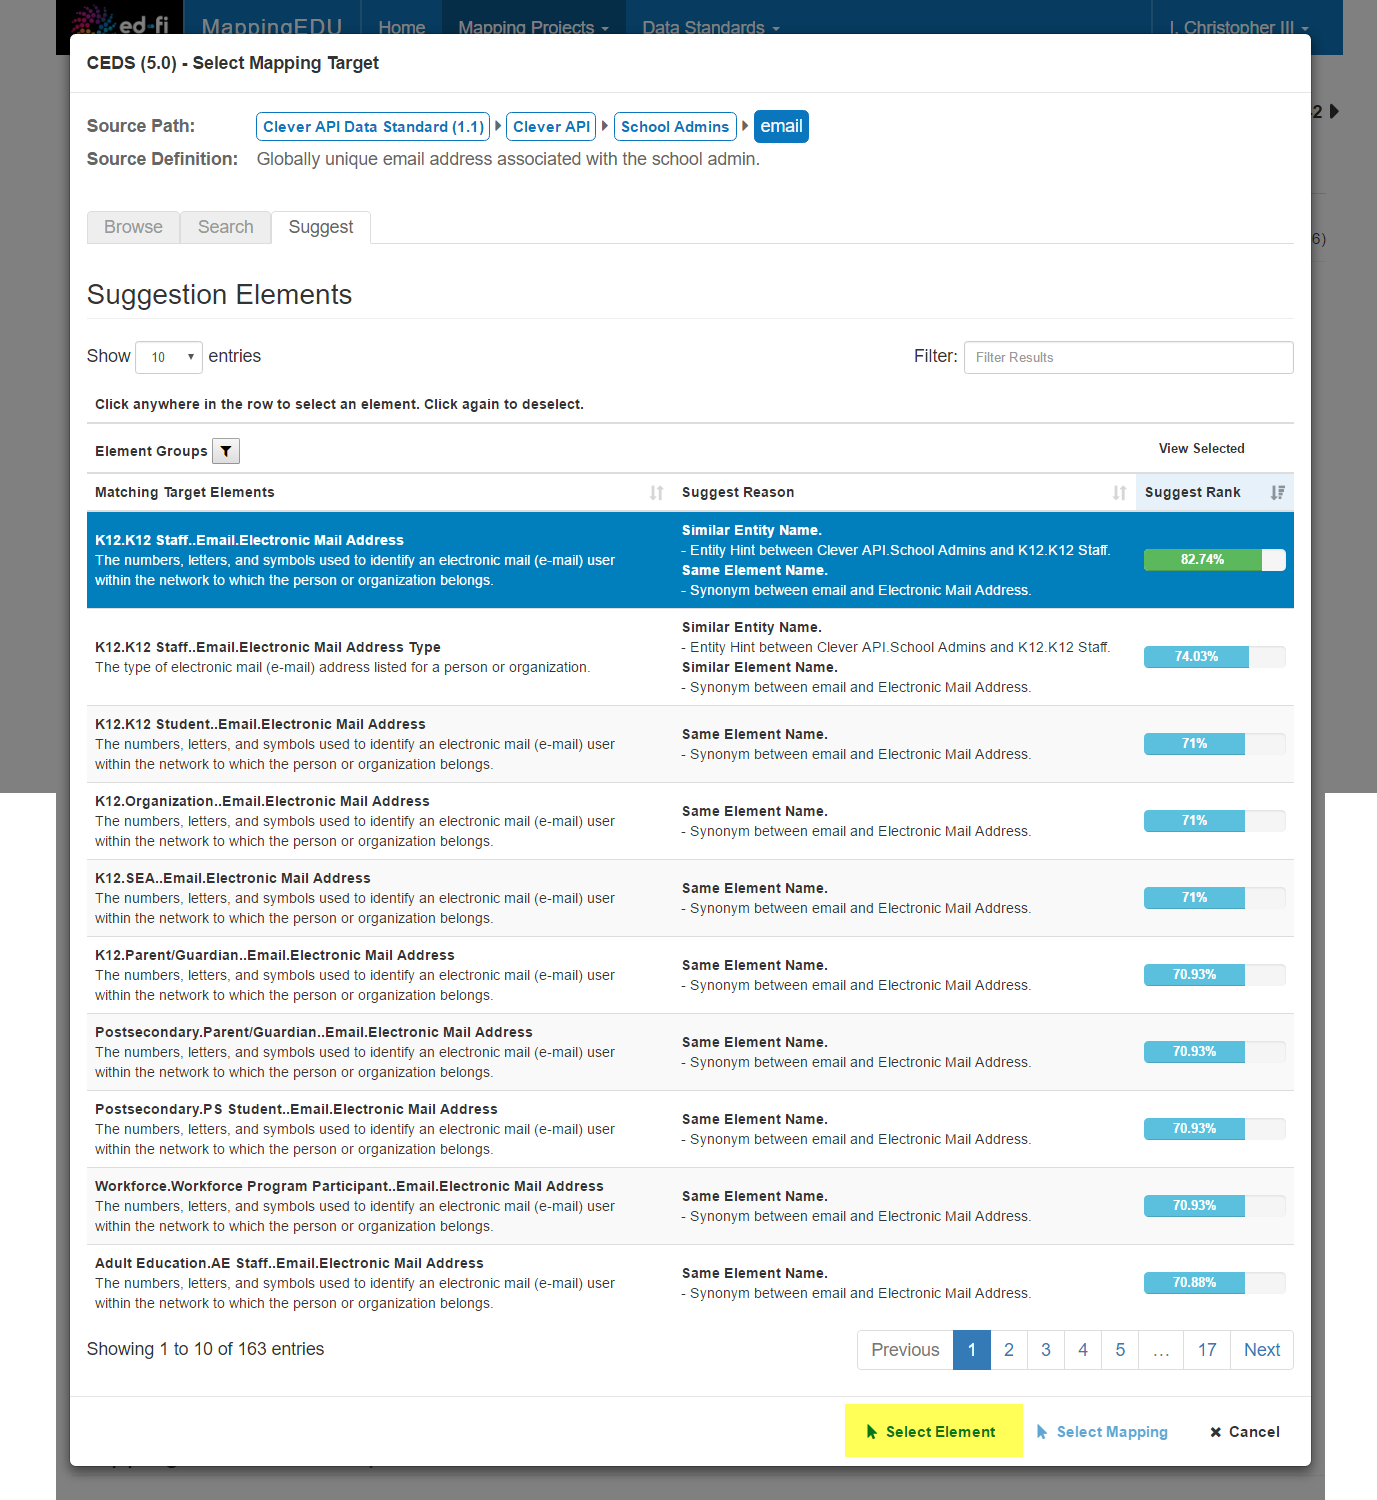 ed-fi MappingEDU Home Mapping Projects Data Standards I. Christopher III
CEDS (5.0) - Select Mapping Target
Source Path: Clever API Data Standard (1.1) Clever API School Admins email
Source Definition: Globally unique email address associated with the school admin.
Browse Search Suggest
Suggestion Elements
Show 10 entries Filter: Filter Results
Click anywhere in the row to select an element. Click again to deselect.
Element Groups View Selected
Matching Target Elements Suggest Reason Suggest Rank
K12.K12 Staff..Email.Electronic Mail Address
The numbers, letters, and symbols used to identify an electronic mail (e-mail) user
within the network to which the person or organization belongs.
Similar Entity Name.
- Entity Hint between Clever API.School Admins and K12.K12 Staff.
Same Element Name.
- Synonym between email and Electronic Mail Address.
82.74%
K12.K12 Staff..Email.Electronic Mail Address Type
The type of electronic mail (e-mail) address listed for a person or organization.
Similar Entity Name.
- Entity Hint between Clever API.School Admins and K12.K12 Staff.
Similar Element Name.
- Synonym between email and Electronic Mail Address.
74.03%
K12.K12 Student..Email.Electronic Mail Address
The numbers, letters, and symbols used to identify an electronic mail (e-mail) user
within the network to which the person or organization belongs.
Same Element Name.
- Synonym between email and Electronic Mail Address.
71%
K12.Organization..Email.Electronic Mail Address
The numbers, letters, and symbols used to identify an electronic mail (e-mail) user
within the network to which the person or organization belongs.
Same Element Name.
- Synonym between email and Electronic Mail Address.
71%
K12.SEA..Email.Electronic Mail Address
The numbers, letters, and symbols used to identify an electronic mail (e-mail) user
within the network to which the person or organization belongs.
Same Element Name.
- Synonym between email and Electronic Mail Address.
71%
K12.Parent/Guardian..Email.Electronic Mail Address
The numbers, letters, and symbols used to identify an electronic mail (e-mail) user
within the network to which the person or organization belongs.
Same Element Name.
- Synonym between email and Electronic Mail Address.
70.93%
Postsecondary.Parent/Guardian..Email.Electronic Mail Address
The numbers, letters, and symbols used to identify an electronic mail (e-mail) user
within the network to which the person or organization belongs.
Same Element Name.
- Synonym between email and Electronic Mail Address.
70.93%
Postsecondary.PS Student..Email.Electronic Mail Address
The numbers, letters, and symbols used to identify an electronic mail (e-mail) user
within the network to which the person or organization belongs.
Same Element Name.
- Synonym between email and Electronic Mail Address.
70.93%
Workforce.Workforce Program Participant..Email.Electronic Mail Address
The numbers, letters, and symbols used to identify an electronic mail (e-mail) user
within the network to which the person or organization belongs.
Same Element Name.
- Synonym between email and Electronic Mail Address.
70.93%
Adult Education.AE Staff..Email.Electronic Mail Address
The numbers, letters, and symbols used to identify an electronic mail (e-mail) user
within the network to which the person or organization belongs.
Same Element Name.
- Synonym between email and Electronic Mail Address.
70.88%
Showing 1 to 10 of 163 entries Previous 1 2 3 4 5 ... 17 Next
Select Element Select Mapping Cancel